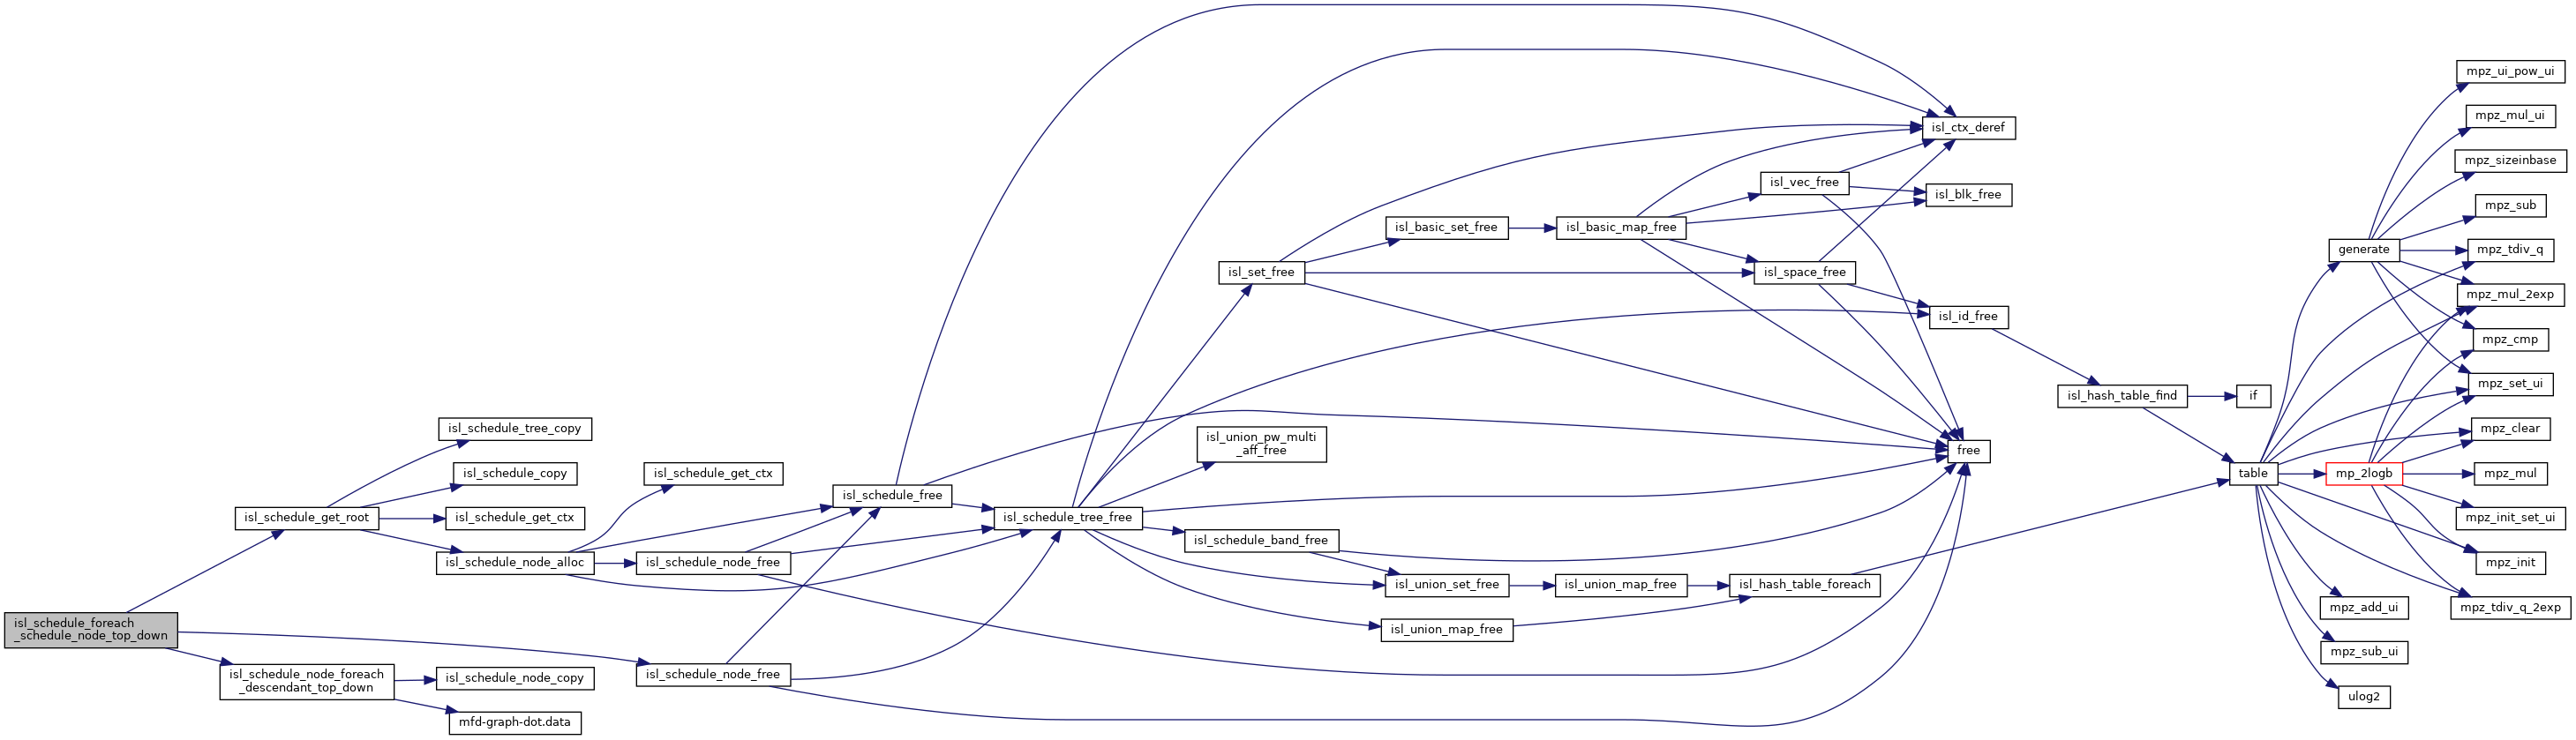 isl_schedule_foreach
_schedule_node_top_down
isl_schedule_get_root
isl_schedule_node_foreach
_descendant_top_down
isl_schedule_tree_copy
isl_schedule_copy
isl_schedule_get_ctx
isl_schedule_node_alloc
isl_schedule_node_copy
mfd-graph-dot.data
isl_schedule_get_ctx
isl_schedule_node_free
isl_schedule_node_free
isl_schedule_free
isl_schedule_tree_free
isl_set_free
isl_union_pw_multi
_aff_free
isl_schedule_band_free
isl_basic_set_free
isl_union_set_free
isl_union_map_free
isl_basic_map_free
isl_union_map_free
isl_vec_free
isl_space_free
isl_hash_table_foreach
isl_ctx_deref
isl_blk_free
isl_id_free
free
isl_hash_table_find
if
table
generate
mp_2logb
mpz_add_ui
mpz_sub_ui
ulog2
mpz_ui_pow_ui
mpz_mul_ui
mpz_sizeinbase
mpz_sub
mpz_tdiv_q
mpz_mul_2exp
mpz_cmp
mpz_set_ui
mpz_clear
mpz_mul
mpz_init_set_ui
mpz_init
mpz_tdiv_q_2exp